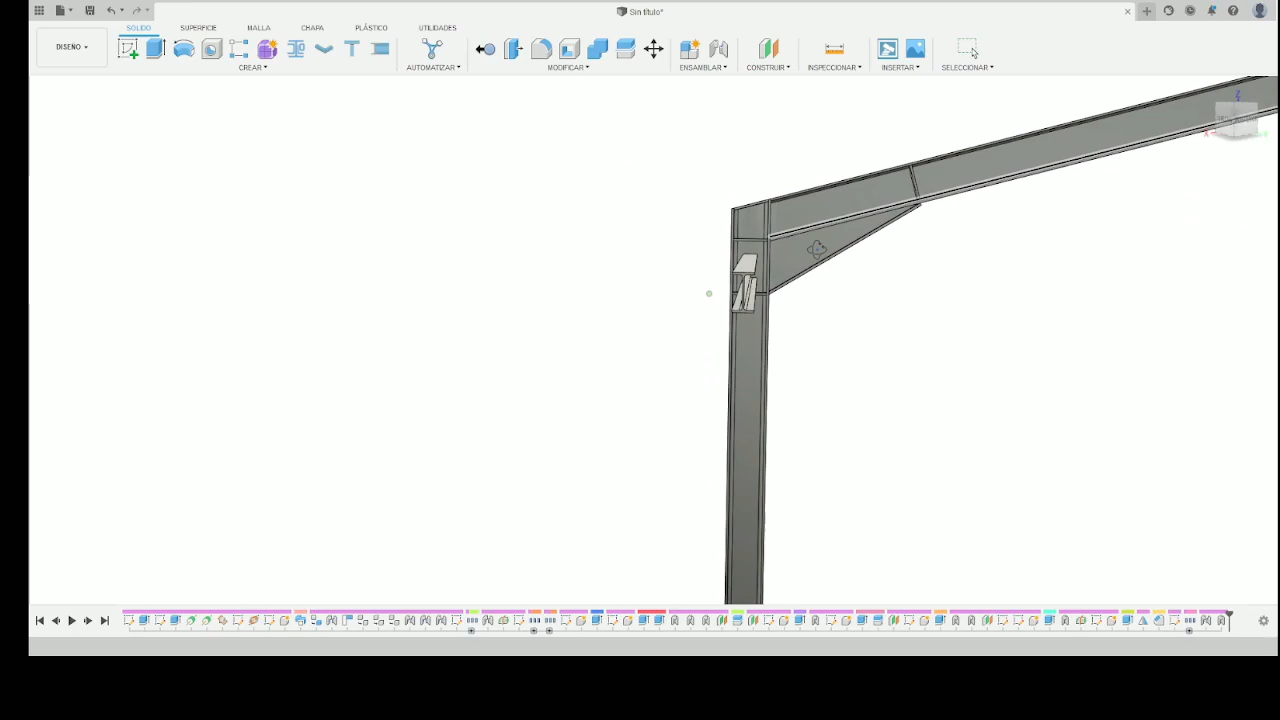 Sin título*
SÓLIDO SUPERFICIE MALLA CHAPA PLÁSTICO UTILIDADES
DISEÑO
CREAR AUTOMATIZAR MODIFICAR ENSAMBLAR CONSTRUIR INSPECCIONAR INSERTAR SELECCIONAR
Z